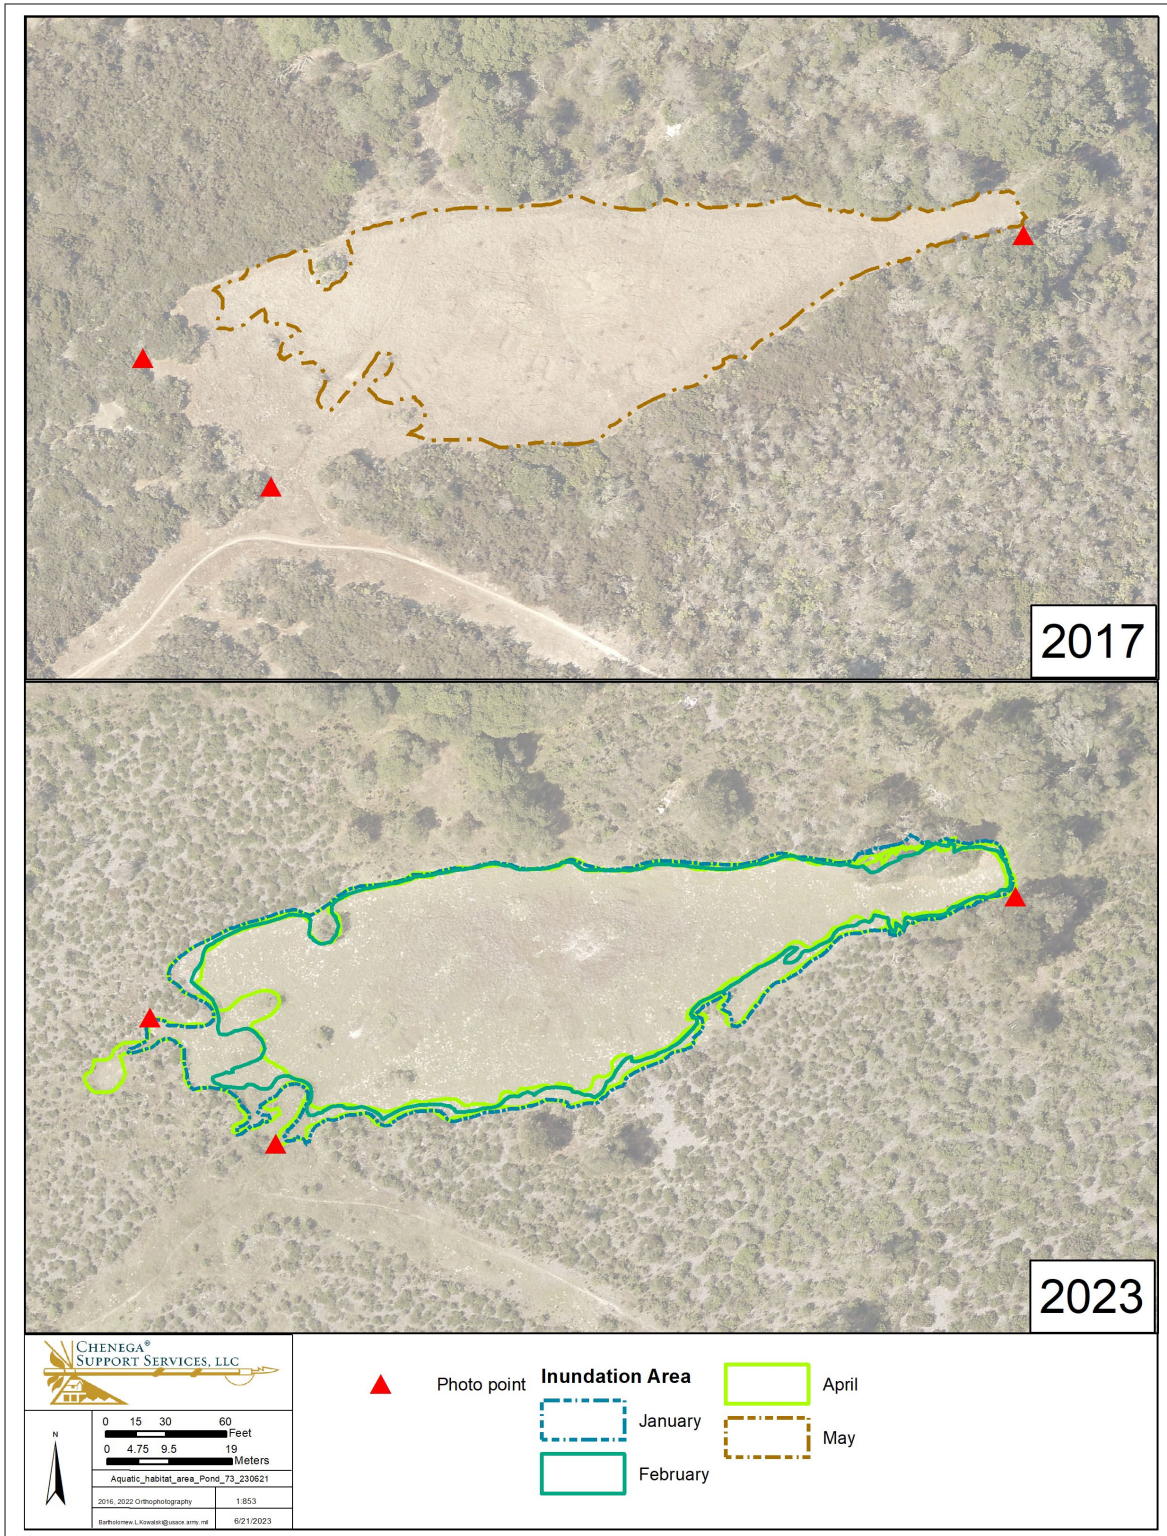 2017
2023
CHENEGA®
SUPPORT SERVICES, LLC
N
0 15 30 60
Feet
0 4.75 9.5 19
Meters
Aquatic_habitat_area_Pond_73_230621
2016, 2022 Orthophotography
1:853
Bartholomew.L.Kowalski@usace.army.mil
6/21/2023
Photo point
Inundation Area
January
February
April
May